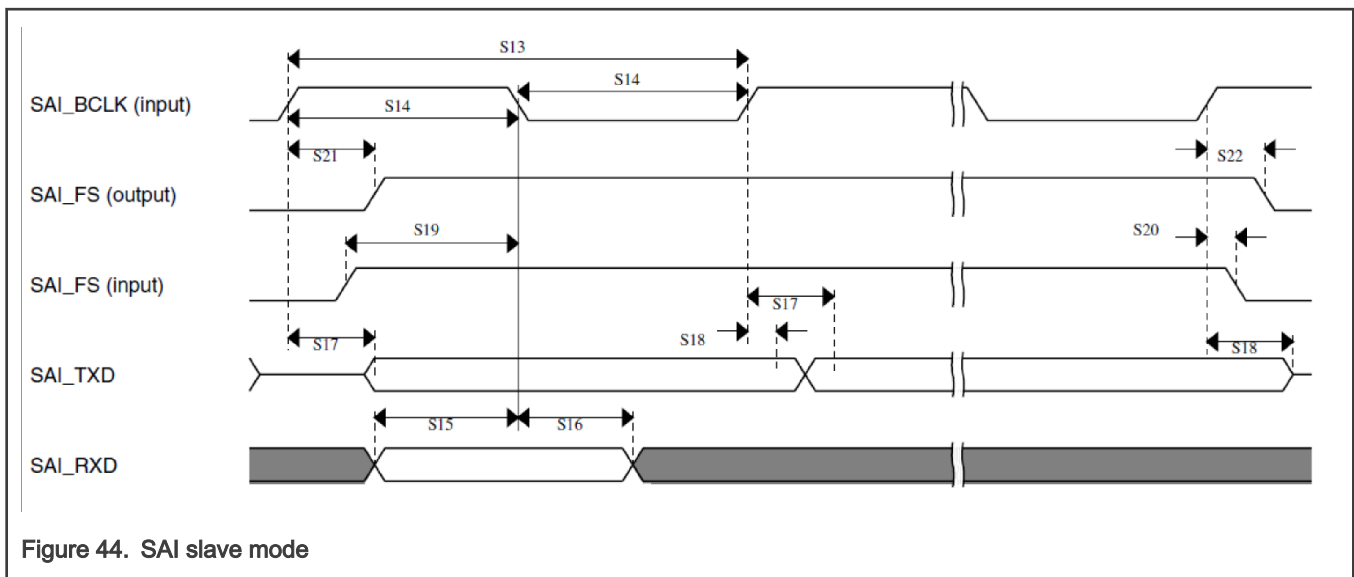 S13
S14
SAI_BCLK (input)
S14
S21
S22
SAI_FS (output)
S19
S20
SAI_FS (input)
S17
S18
S17
S18
SAI_TXD
S15
S16
SAI_RXD
Figure 44. SAI slave mode